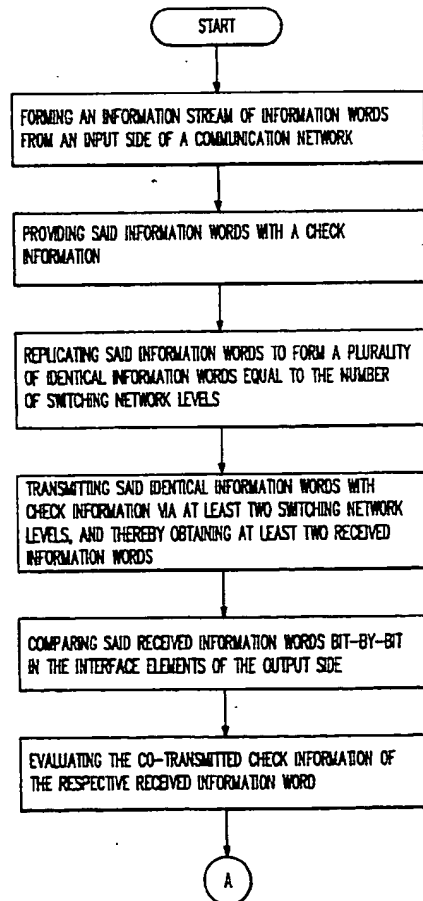 START
FORMING AN INFORMATION STREAM OF INFORMATION WORDS
FROM AN INPUT SIDE OF A COMMUNICATION NETWORK
PROVIDING SAID INFORMATION WORDS WITH A CHECK
INFORMATION
REPLICATING SAID INFORMATION WORDS TO FORM A PLURALITY
OF IDENTICAL INFORMATION WORDS EQUAL TO THE NUMBER
OF SWITCHING NETWORK LEVELS
TRANSMITTING SAID IDENTICAL INFORMATION WORDS WITH
CHECK INFORMATION VIA AT LEAST TWO SWITCHING NETWORK
LEVELS, AND THEREBY OBTAINING AT LEAST TWO RECEIVED
INFORMATION WORDS
COMPARING SAID RECEIVED INFORMATION WORDS BIT-BY-BIT
IN THE INTERFACE ELEMENTS OF THE OUTPUT SIDE
EVALUATING THE CO-TRANSMITTED CHECK INFORMATION OF
THE RESPECTIVE RECEIVED INFORMATION WORD
A